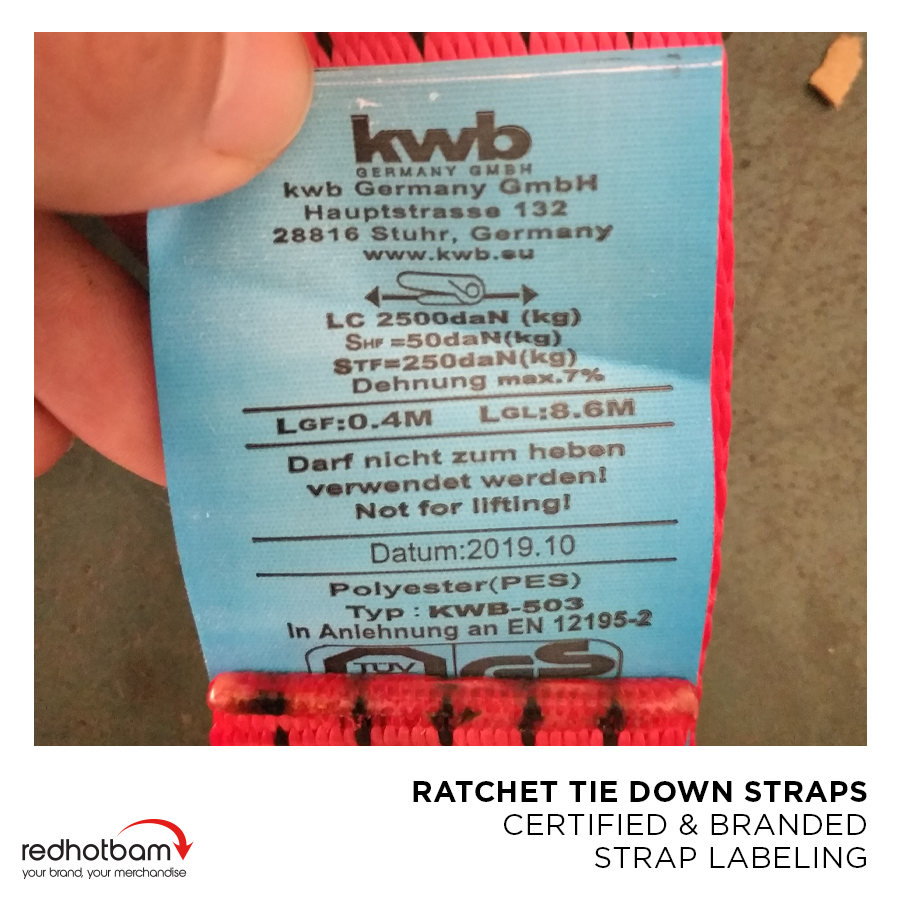 kwb
GERMANY GMBH
kwb Germany GmbH
Hauptstrasse 132
28816 Stuhr, Germany
www.kwb.eu
LC 2500daN (kg)
SHF =50daN(kg)
STF=250daN(kg)
Dehnung max.7%
LGF:0.4M LGL:8.6M
Darf nicht zum heben
verwendet werden!
Not for lifting!
Datum:2019.10
Polyester(PES)
Typ : KWB-503
In Anlehnung an EN 12195-2
TÜV GS
RATCHET TIE DOWN STRAPS
CERTIFIED & BRANDED
STRAP LABELING
redhotbam
your brand, your merchandise